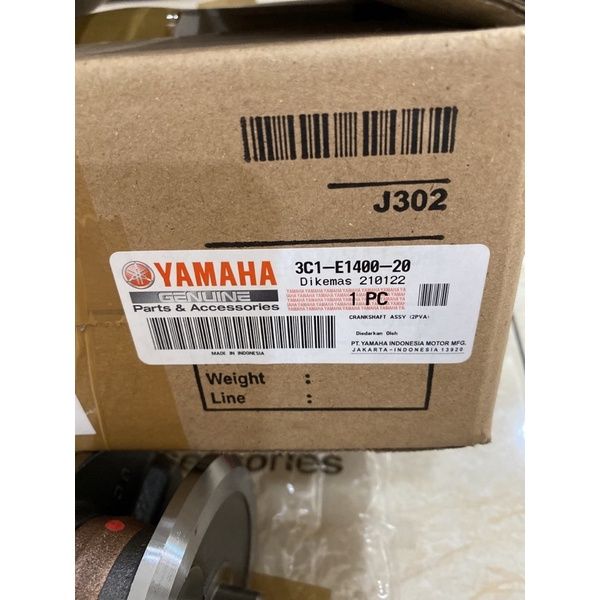 J302
YAMAHA
GENUINE
Parts & Accessories
MADE IN INDONESIA
3C1-E1400-20
Dikemas 210122
1 PC
CRANKSHAFT ASSY (2PVA)
Diedarkan Oleh
PT. YAMAHA INDONESIA MOTOR MFG.
JAKARTA-INDONESIA 13920
Weight :
Line :